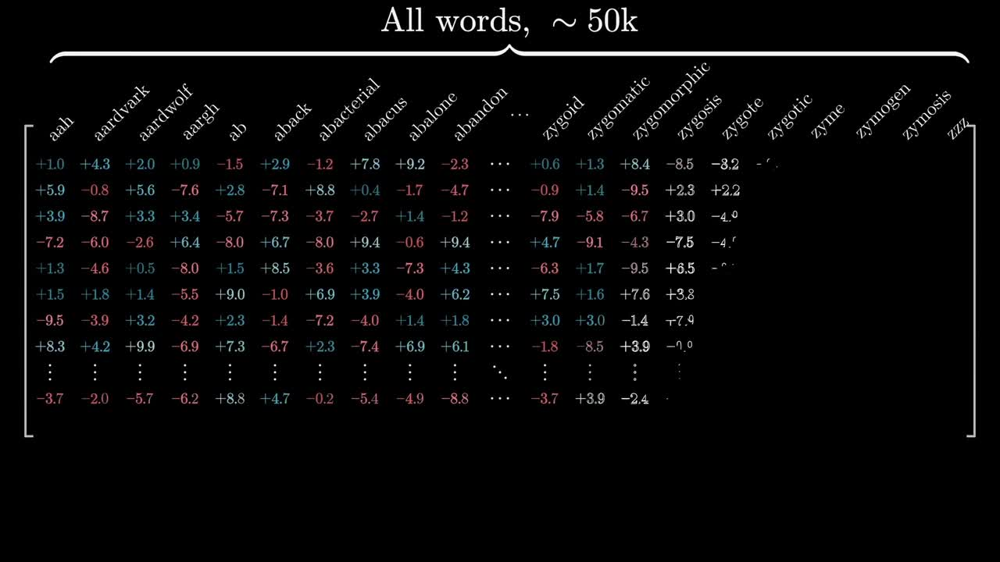 All words, ∼ 50k
aah aardvark aardwolf aargh ab aback abacterial abacus abalone abandon ⋯ zygoid zygomatic zygomorphic zygosis zygote zygotic zyme zymogen zymosis zzz
+1.0 +4.3 +2.0 +0.9 −1.5 +2.9 −1.2 +7.8 +9.2 −2.3 ⋯ +0.6 +1.3 +8.4 −8.5 −3.2
+5.9 −0.8 +5.6 −7.6 +2.8 −7.1 +8.8 +0.4 −1.7 −4.7 ⋯ −0.9 +1.4 −9.5 +2.3 +2.2
+3.9 −8.7 +3.3 +3.4 −5.7 −7.3 −3.7 −2.7 +1.4 −1.2 ⋯ −7.9 −5.8 −6.7 +3.0
−7.2 −6.0 −2.6 +6.4 −8.0 +6.7 −8.0 +9.4 −0.6 +9.4 ⋯ +4.7 −9.1 −4.3 −7.5
+1.3 −4.6 +0.5 −8.0 +1.5 +8.5 −3.6 +3.3 −7.3 +4.3 ⋯ −6.3 +1.7 −9.5 +6.5
+1.5 +1.8 +1.4 −5.5 +9.0 −1.0 +6.9 +3.9 −4.0 +6.2 ⋯ +7.5 +1.6 +7.6 +3.8
−9.5 −3.9 +3.2 −4.2 +2.3 −1.4 −7.2 −4.0 +1.4 +1.8 ⋯ +3.0 +3.0 −1.4 +7.9
+8.3 +4.2 +9.9 −6.9 +7.3 −6.7 +2.3 −7.4 +6.9 +6.1 ⋯ −1.8 −8.5 +3.9
⋮ ⋮ ⋮ ⋮ ⋮ ⋮ ⋮ ⋮ ⋮ ⋮ ⋱ ⋮ ⋮ ⋮ ⋮
−3.7 −2.0 −5.7 −6.2 +8.8 +4.7 −0.2 −5.4 −4.9 −8.8 ⋯ −3.7 +3.9 −2.4